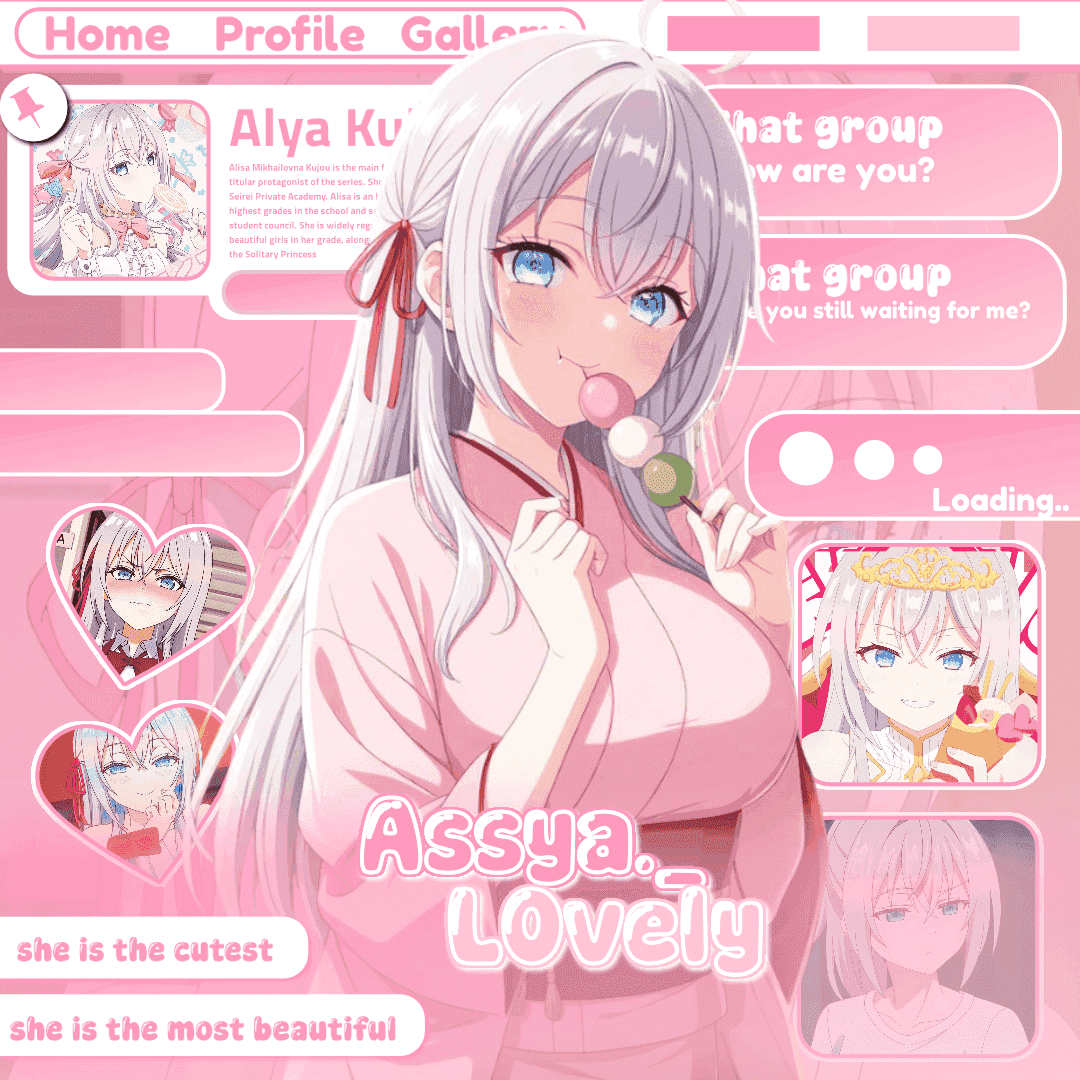 Home Profile Gallery
Alya Ku
Alisa Mikhailovna Kujou is the main
titular protagonist of the series. She
Seirei Private Academy. Alisa is an
highest grades in the school and
student council. She is widely
beautiful girls in her grade, along
the Solitary Princess
hat group
ow are you?
hat group
you still waiting for me?
Loading..
A
Assya._
LOvely
she is the cutest
she is the most beautiful